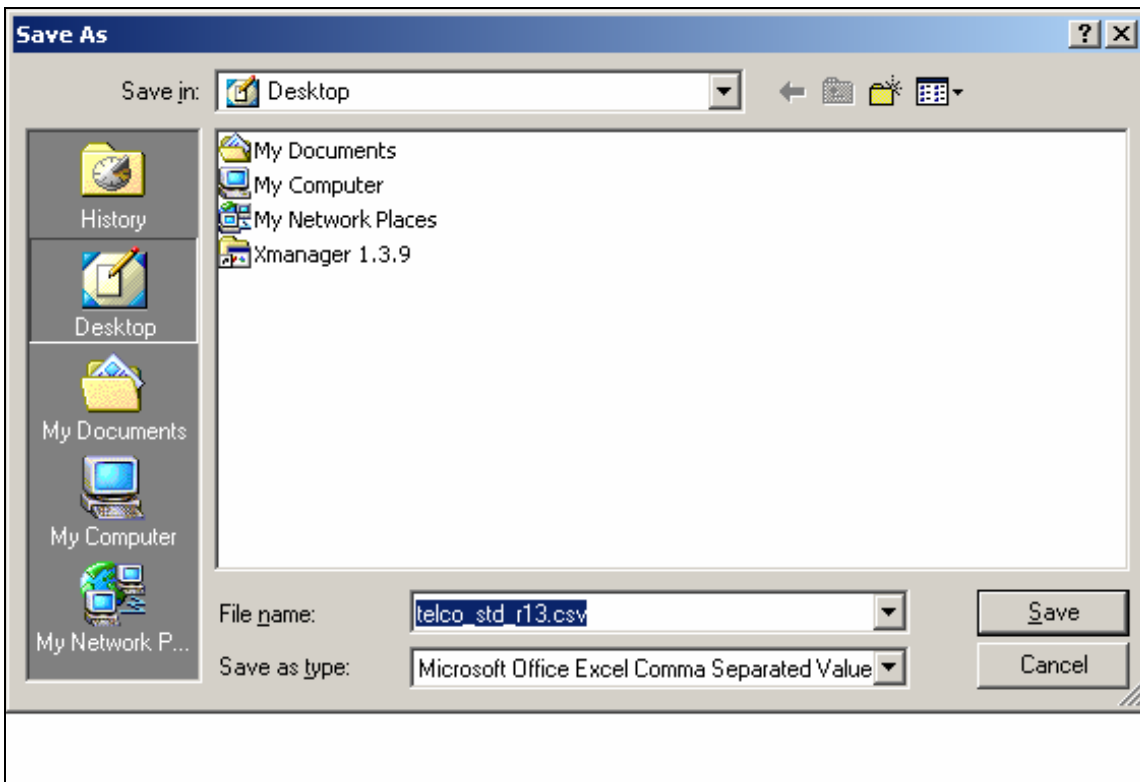 Save As
Save in: Desktop
History
Desktop
My Documents
My Computer
My Network P...
My Documents
My Computer
My Network Places
Xmanager 1.3.9
File name: telco_std_r13.csv Save
Save as type: Microsoft Office Excel Comma Separated Value Cancel